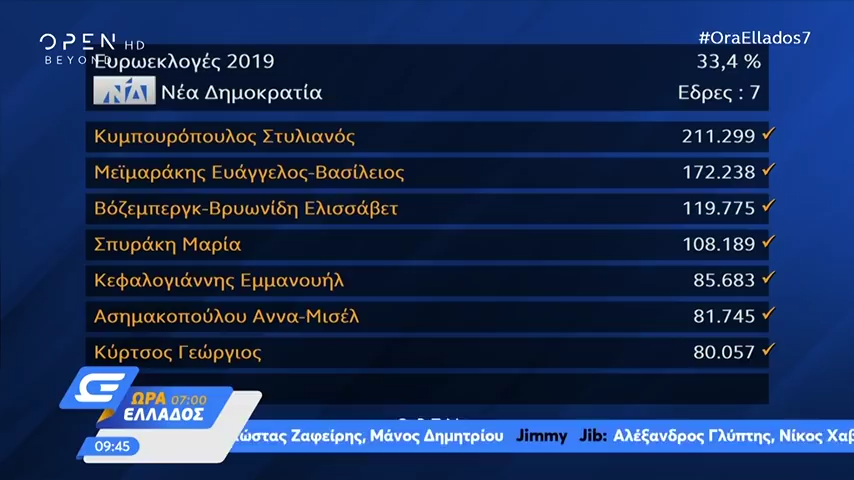 OPEN HD
BEYOND
#OraEllados7
Ευρωεκλογές 2019 33,4 %
ΝΔ Νέα Δημοκρατία Εδρες : 7
Κυμπουρόπουλος Στυλιανός 211.299 ✓
Μεϊμαράκης Ευάγγελος-Βασίλειος 172.238 ✓
Βόζεμπεργκ-Βρυωνίδη Ελισσάβετ 119.775 ✓
Σπυράκη Μαρία 108.189 ✓
Κεφαλογιάννης Εμμανουήλ 85.683 ✓
Ασημακοπούλου Αννα-Μισέλ 81.745 ✓
Κύρτσος Γεώργιος 80.057 ✓
ΩΡΑ 07:00
ΕΛΛΑΔΟΣ
09:45
Ζαφείρης, Μάνος Δημητρίου Jimmy Jib: Αλέξανδρος Γλύπτης, Νίκος